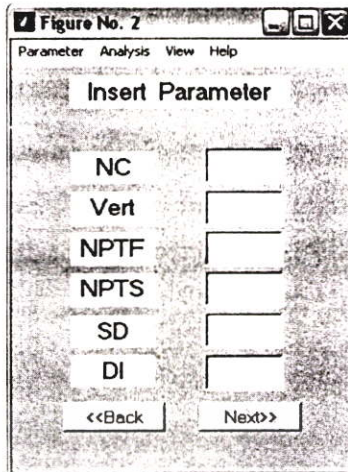 Figure No. 2
Parameter Analysis View Help
Insert Parameter
NC
Vert
NPTF
NPTS
SD
DI
<<Back Next>>